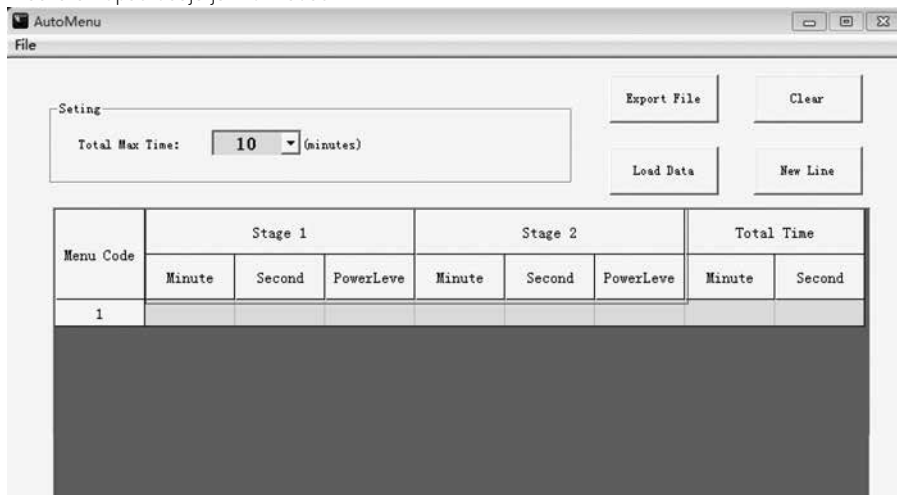 AutoMenu
File
Export File
Clear
Seting
Total Max Time:
10
(minutes)
Load Data
New Line
Menu Code
Stage 1
Stage 2
Total Time
Minute
Second
PowerLeve
Minute
Second
PowerLeve
Minute
Second
1